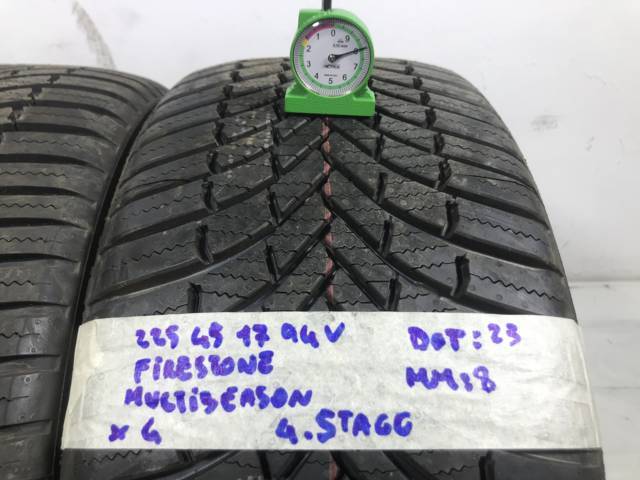 225 45 17 94V DOT:23
FIRESTONE MM:8
MULTISEASON
x 4 4.STAGG